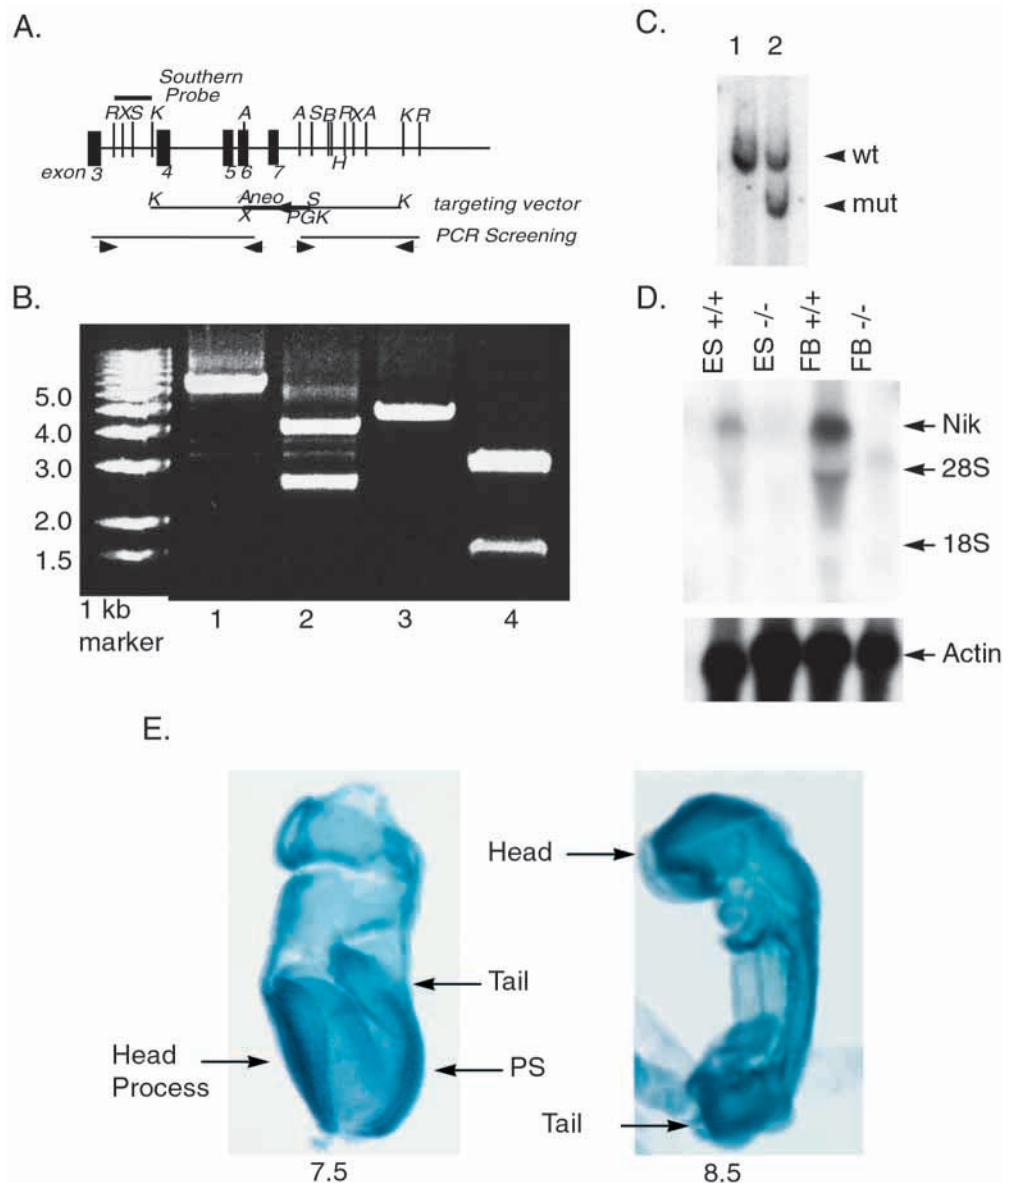 A.
Southern
Probe
R X S K A A S B R X A K R
H
exon 3 4 5 6 7
K A neo S K targeting vector
X PGK
PCR Screening
B.
5.0
4.0
3.0
2.0
1.5
1 kb
marker
1 2 3 4
C.
1 2
wt
mut
D.
ES +/+
ES -/-
FB +/+
FB -/-
Nik
28S
18S
Actin
E.
Head
Tail
Head
Process
PS
Tail
7.5
8.5